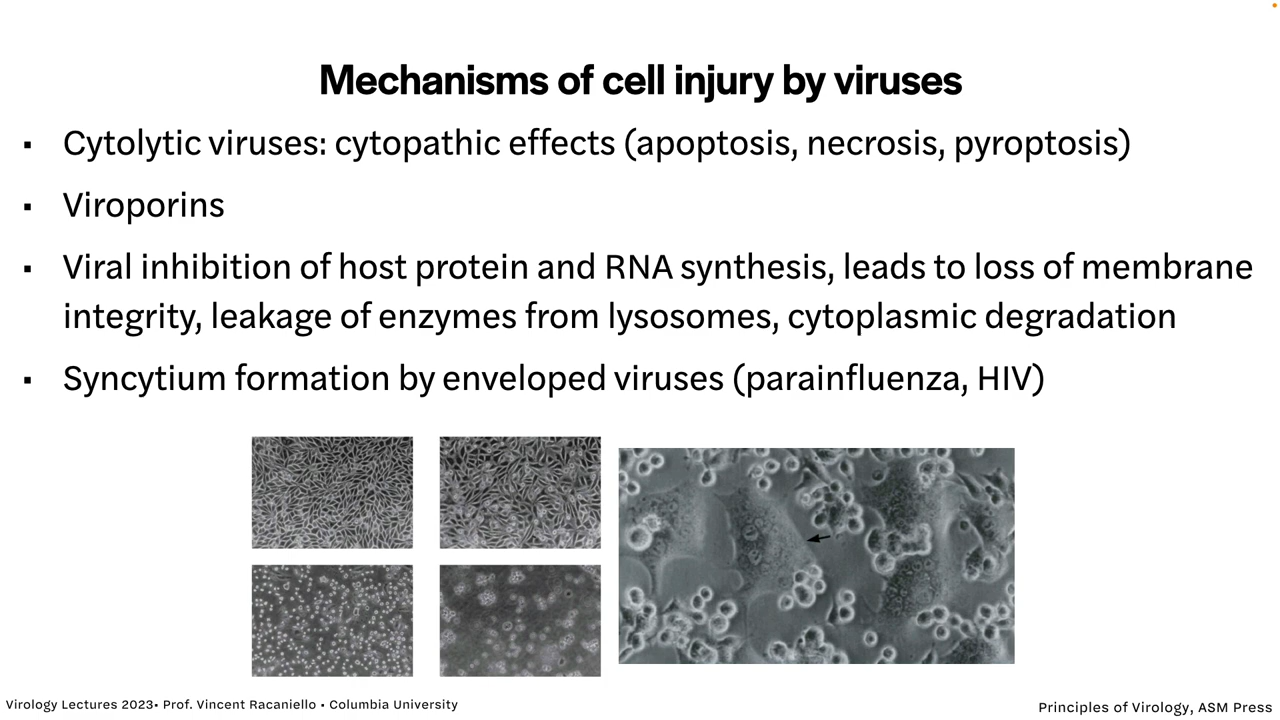 Mechanisms of cell injury by viruses
▪ Cytolytic viruses: cytopathic effects (apoptosis, necrosis, pyroptosis)
▪ Viroporins
▪ Viral inhibition of host protein and RNA synthesis, leads to loss of membrane
integrity, leakage of enzymes from lysosomes, cytoplasmic degradation
▪ Syncytium formation by enveloped viruses (parainfluenza, HIV)
Virology Lectures 2023• Prof. Vincent Racaniello • Columbia University
Principles of Virology, ASM Press